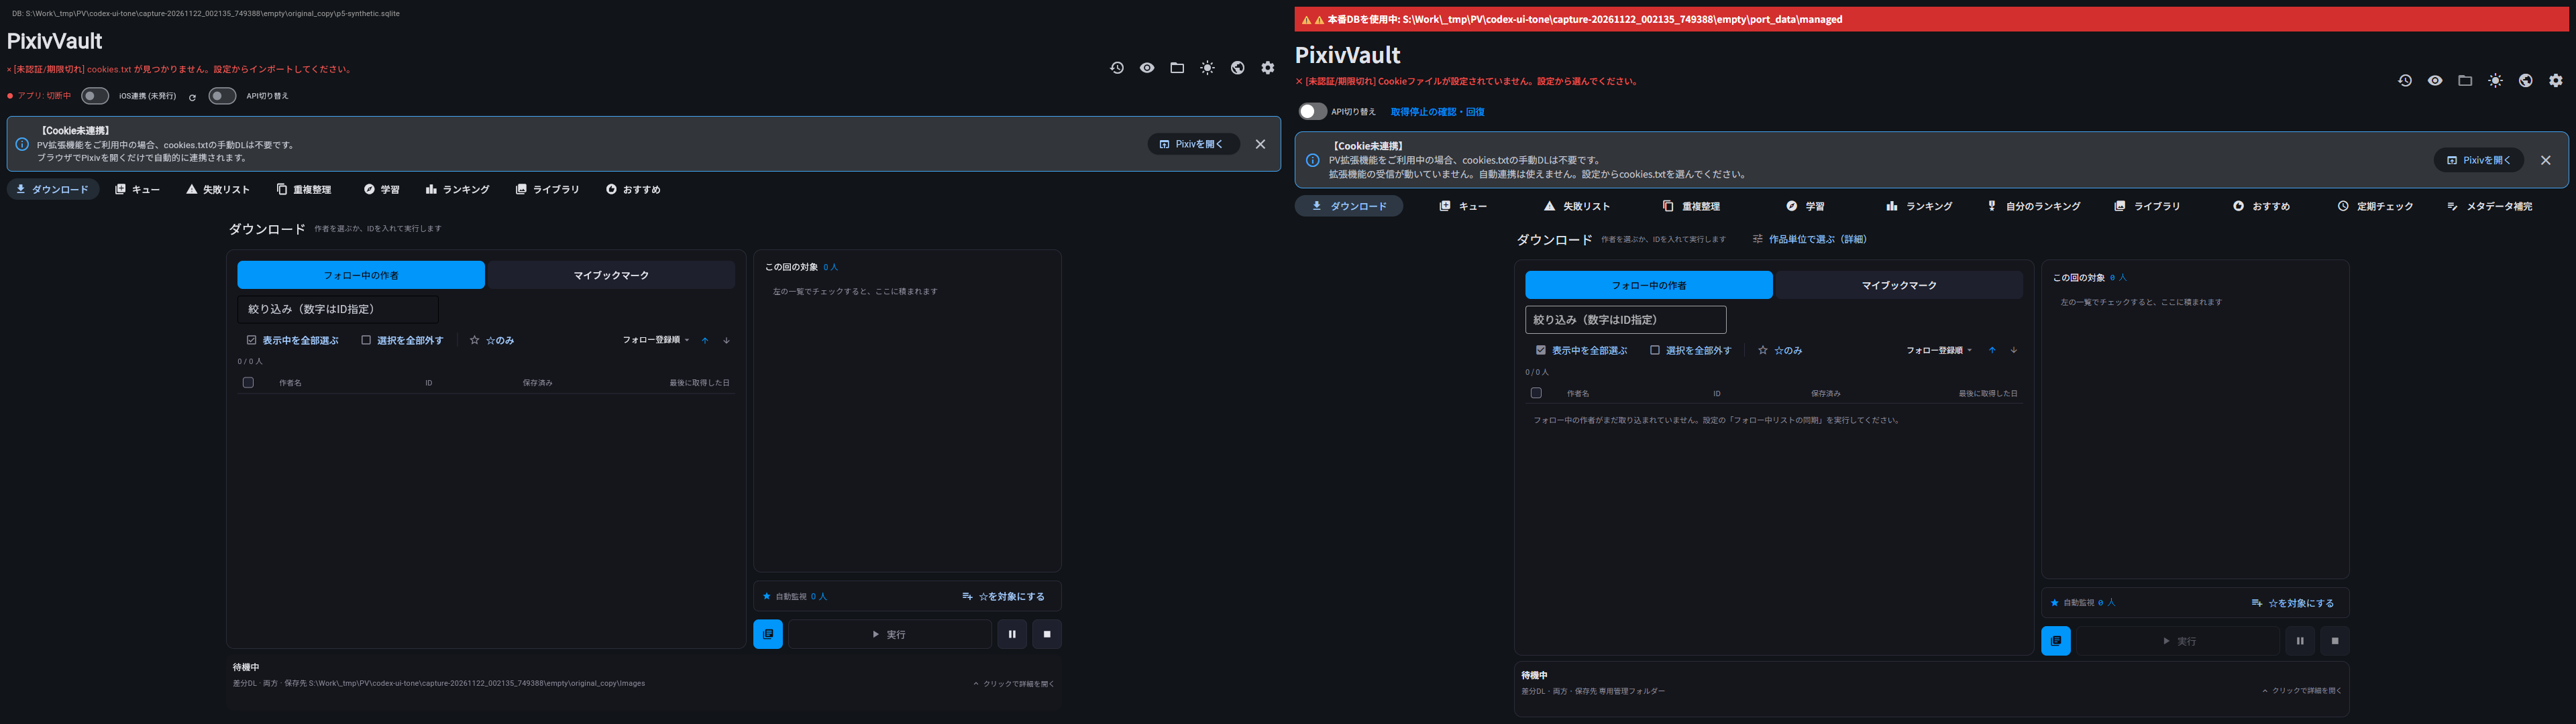 DB: S:\Work\_tmp\PV\codex-ui-tone\capture-20261122_002135_749388\empty\original_copy\p5-synthetic.sqlite
PixivVault
× [未認証/期限切れ] cookies.txt が見つかりません。設定からインポートしてください。
アプリ: 切断中 iOS連携 (未発行) API切り替え
【Cookie未連携】
PV拡張機能をご利用中の場合、cookies.txtの手動DLは不要です。
ブラウザでPixivを開くだけで自動的に連携されます。
Pixivを開く
ダウンロード キュー 失敗リスト 重複整理 学習 ランキング ライブラリ おすすめ
ダウンロード 作者を選ぶか、IDを入れて実行します
フォロー中の作者 マイブックマーク
絞り込み（数字はID指定）
表示中を全部選ぶ 選択を全部外す ☆のみ フォロー登録順
0 / 0 人
作者名 ID 保存済み 最後に取得した日
この回の対象 0 人
左の一覧でチェックすると、ここに積まれます
自動監視 0 人 ☆を対象にする
実行
待機中
差分DL · 両方 · 保存先 S:\Work\_tmp\PV\codex-ui-tone\capture-20261122_002135_749388\empty\original_copy\Images
クリックで詳細を開く
本番DBを使用中: S:\Work\_tmp\PV\codex-ui-tone\capture-20261122_002135_749388\empty\port_data\managed
PixivVault
× [未認証/期限切れ] Cookieファイルが設定されていません。設定から選んでください。
API切り替え 取得停止の確認・回復
【Cookie未連携】
PV拡張機能をご利用中の場合、cookies.txtの手動DLは不要です。
拡張機能の受信が動いていません。自動連携は使えません。設定からcookies.txtを選んでください。
Pixivを開く
ダウンロード キュー 失敗リスト 重複整理 学習 ランキング 自分のランキング ライブラリ おすすめ 定期チェック メタデータ補完
ダウンロード 作者を選ぶか、IDを入れて実行します 作品単位で選ぶ（詳細）
フォロー中の作者 マイブックマーク
絞り込み（数字はID指定）
表示中を全部選ぶ 選択を全部外す ☆のみ フォロー登録順
0 / 0 人
作者名 ID 保存済み 最後に取得した日
フォロー中の作者がまだ取り込まれていません。設定の「フォロー中リストの同期」を実行してください。
この回の対象 0 人
左の一覧でチェックすると、ここに積まれます
自動監視 0 人 ☆を対象にする
実行
待機中
差分DL · 両方 · 保存先 専用管理フォルダー
クリックで詳細を開く